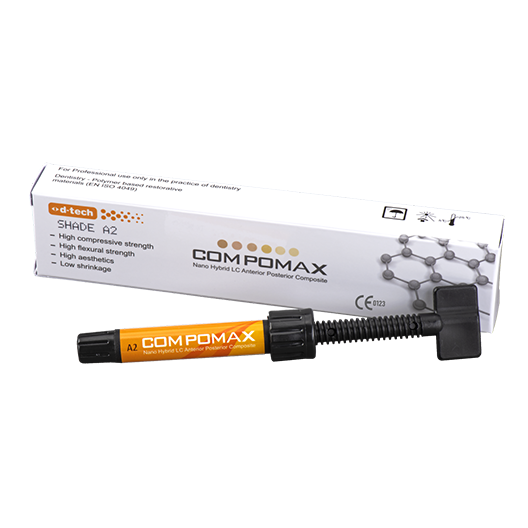 For Professional use only in the practice of dentistry
Dentistry - Polymer based restorative
materials (EN ISO 4049)
d-tech
SHADE A2
- High compressive strength
- High flexural strength
- High aesthetics
- Low shrinkage
COMPOMAX
Nano Hybrid LC Anterior Posterior Composite
CE 0123
A2
COMPOMAX
Nano Hybrid LC Anterior Posterior Composite